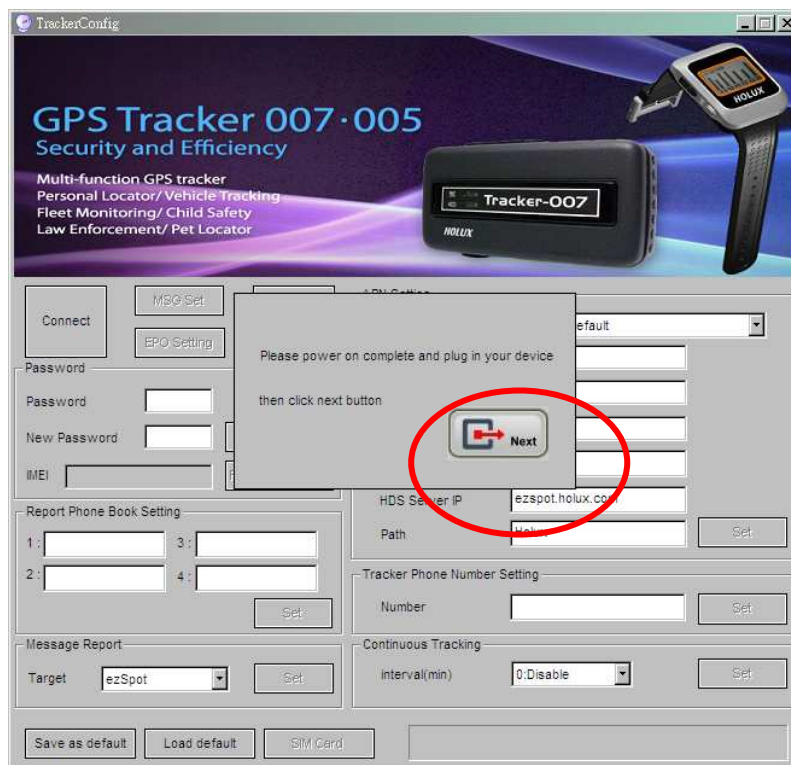 TrackerConfig
GPS Tracker 007·005
Security and Efficiency
Multi-function GPS tracker
Personal Locator/ Vehicle Tracking
Fleet Monitoring/ Child Safety
Law Enforcement/ Pet Locator
HOLUX
Tracker-007
HOLUX
Connect
MSG Set
EPO Setting
APN Setting
efault
Please power on complete and plug in your device
then click next button
Next
Password
Password
New Password
IMEI
HDS Server IP
ezspot.holux.com
Path
Holux
Set
Report Phone Book Setting
1 :
3 :
2 :
4 :
Set
Tracker Phone Number Setting
Number
Set
Message Report
Target
ezSpot
Set
Continuous Tracking
interval(min)
0:Disable
Set
Save as default
Load default
SIM Card